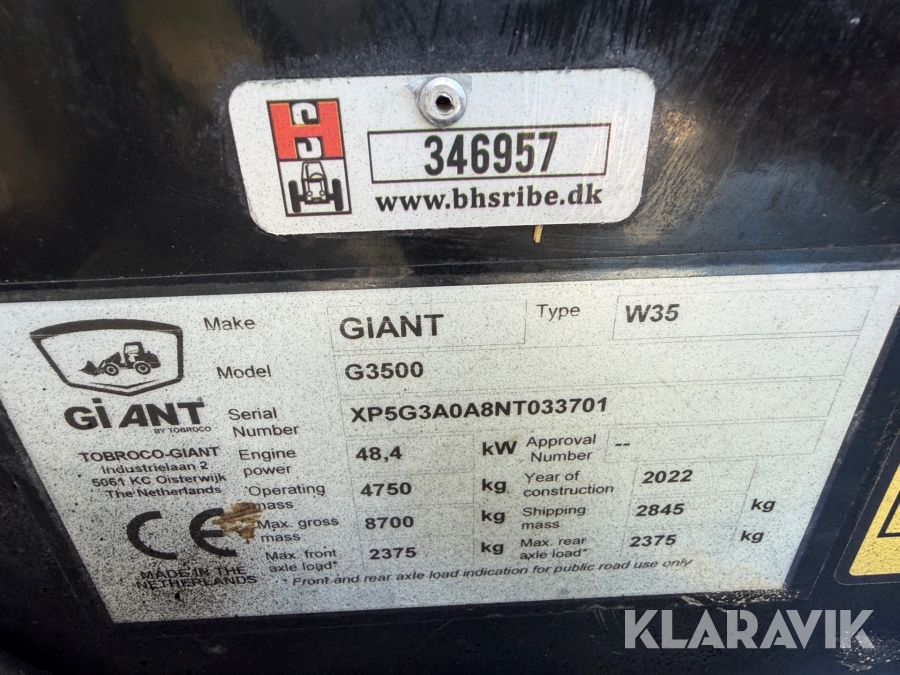 HS
346957
www.bhsribe.dk
Make GIANT Type W35
Model G3500
GiANT
BY TOBROCO
Serial Number XP5G3A0A8NT033701
TOBROCO-GIANT
Industrielaan 2
5061 KC Oisterwijk
The Netherlands
Engine power 48,4 kW Approval Number --
Operating mass 4750 kg Year of construction 2022
Max. gross mass 8700 kg Shipping mass 2845 kg
Max. front axle load* 2375 kg Max. rear axle load* 2375 kg
CE
MADE IN THE NETHERLANDS
* Front and rear axle load indication for public road use only
KLARAVIK